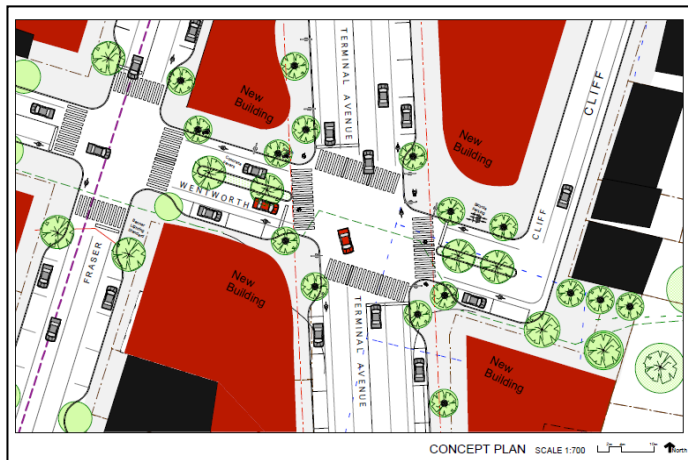 New
Building
TERMINAL AVENUE
New
Building
CLIFF
WENTWORTH
CLIFF
FRASER
New
Building
TERMINAL AVENUE
New
Building
CONCEPT PLAN SCALE 1:700
North